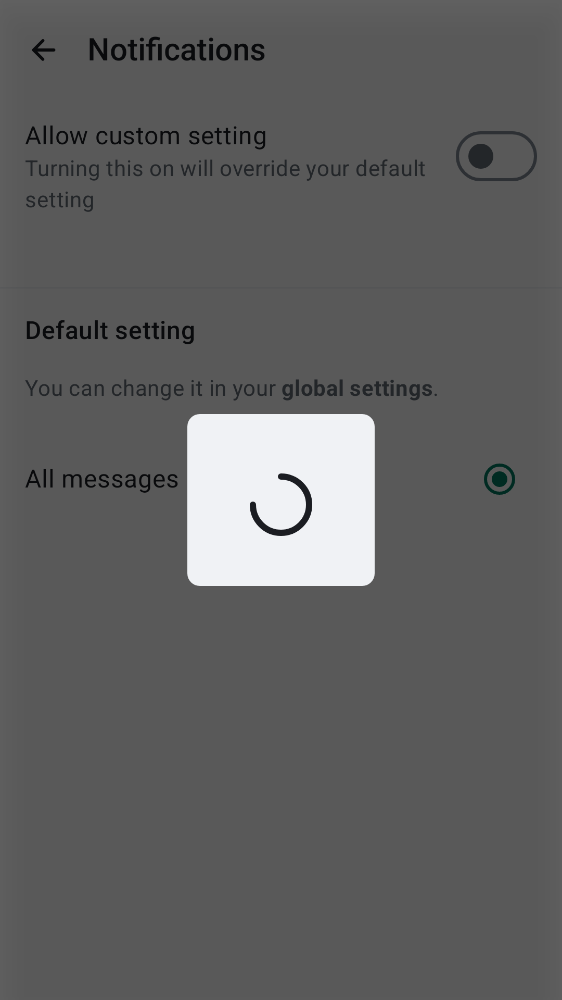 Notifications
Allow custom setting
Turning this on will override your default
setting
Default setting
You can change it in your global settings.
All messages